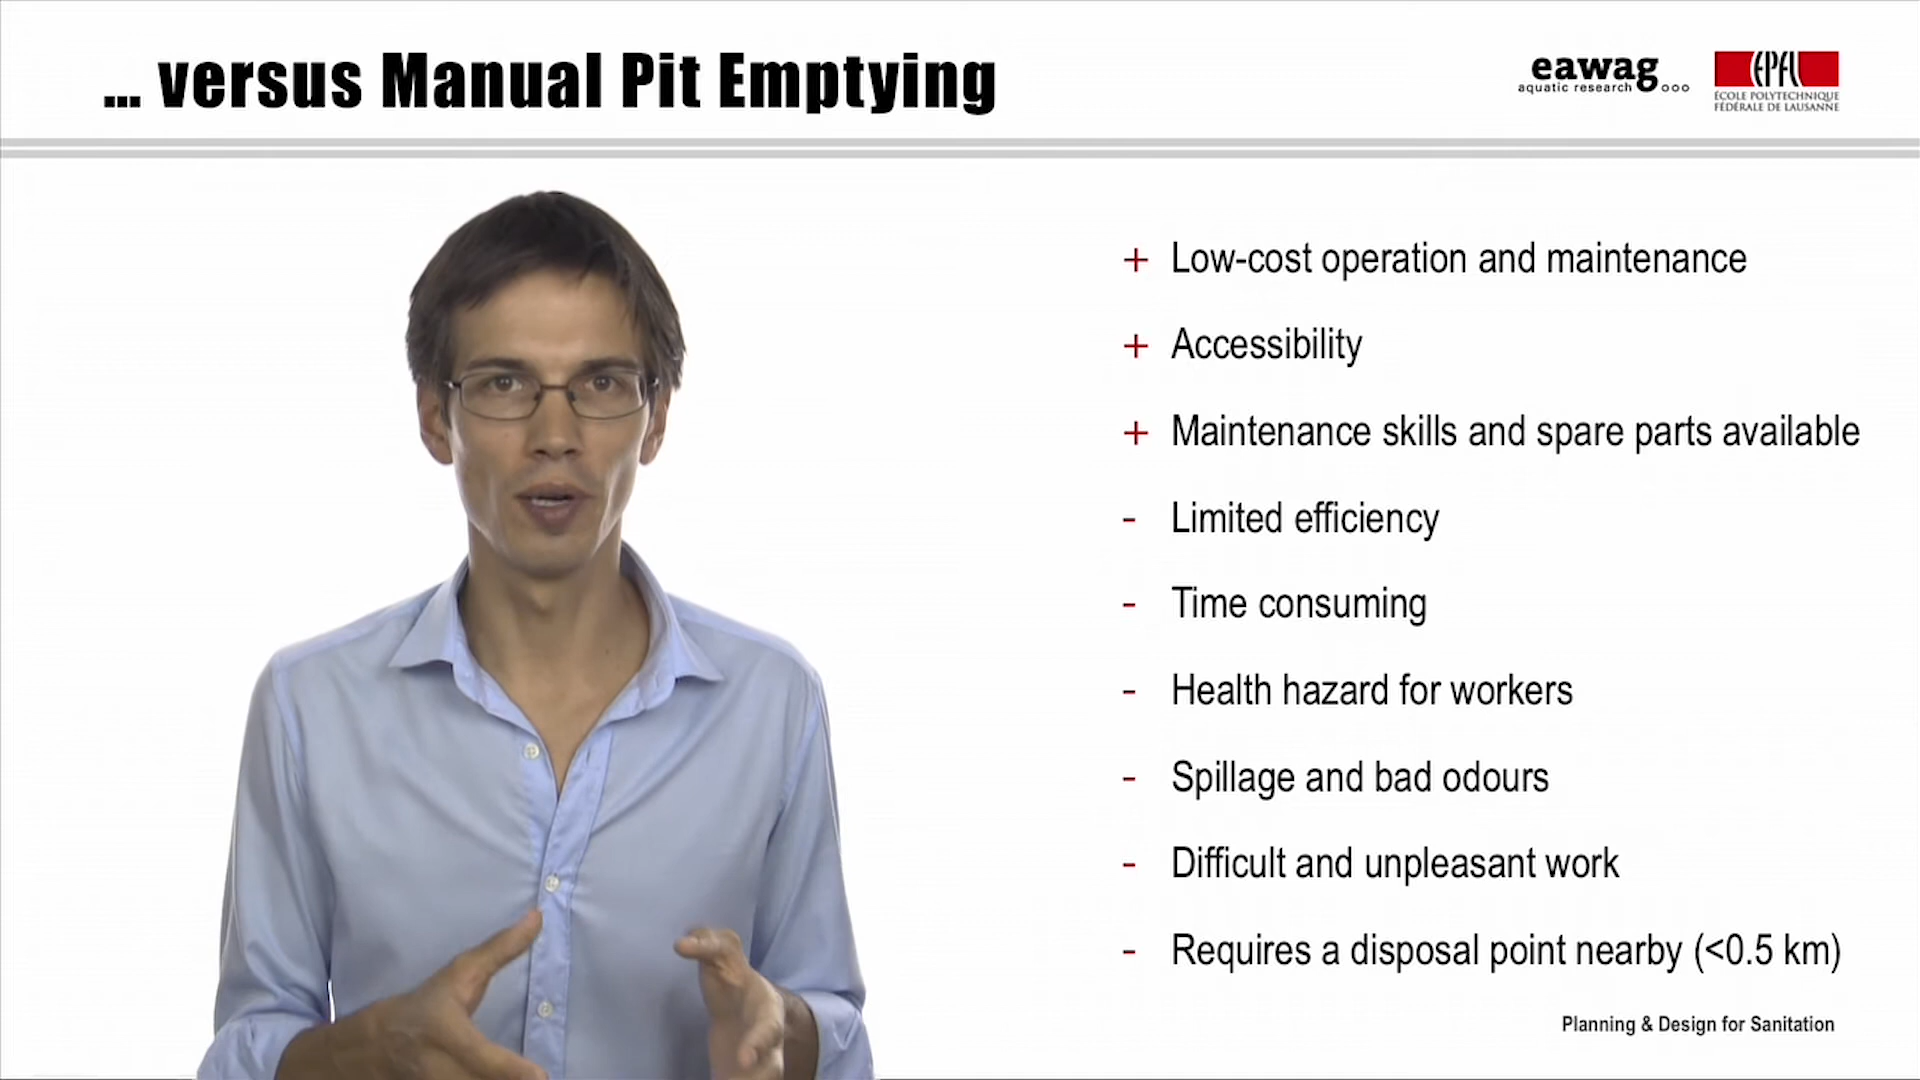 ... versus Manual Pit Emptying
eawag
aquatic research ooo
EPFL
ÉCOLE POLYTECHNIQUE
FÉDÉRALE DE LAUSANNE
+ Low-cost operation and maintenance
+ Accessibility
+ Maintenance skills and spare parts available
- Limited efficiency
- Time consuming
- Health hazard for workers
- Spillage and bad odours
- Difficult and unpleasant work
- Requires a disposal point nearby (<0.5 km)
Planning & Design for Sanitation